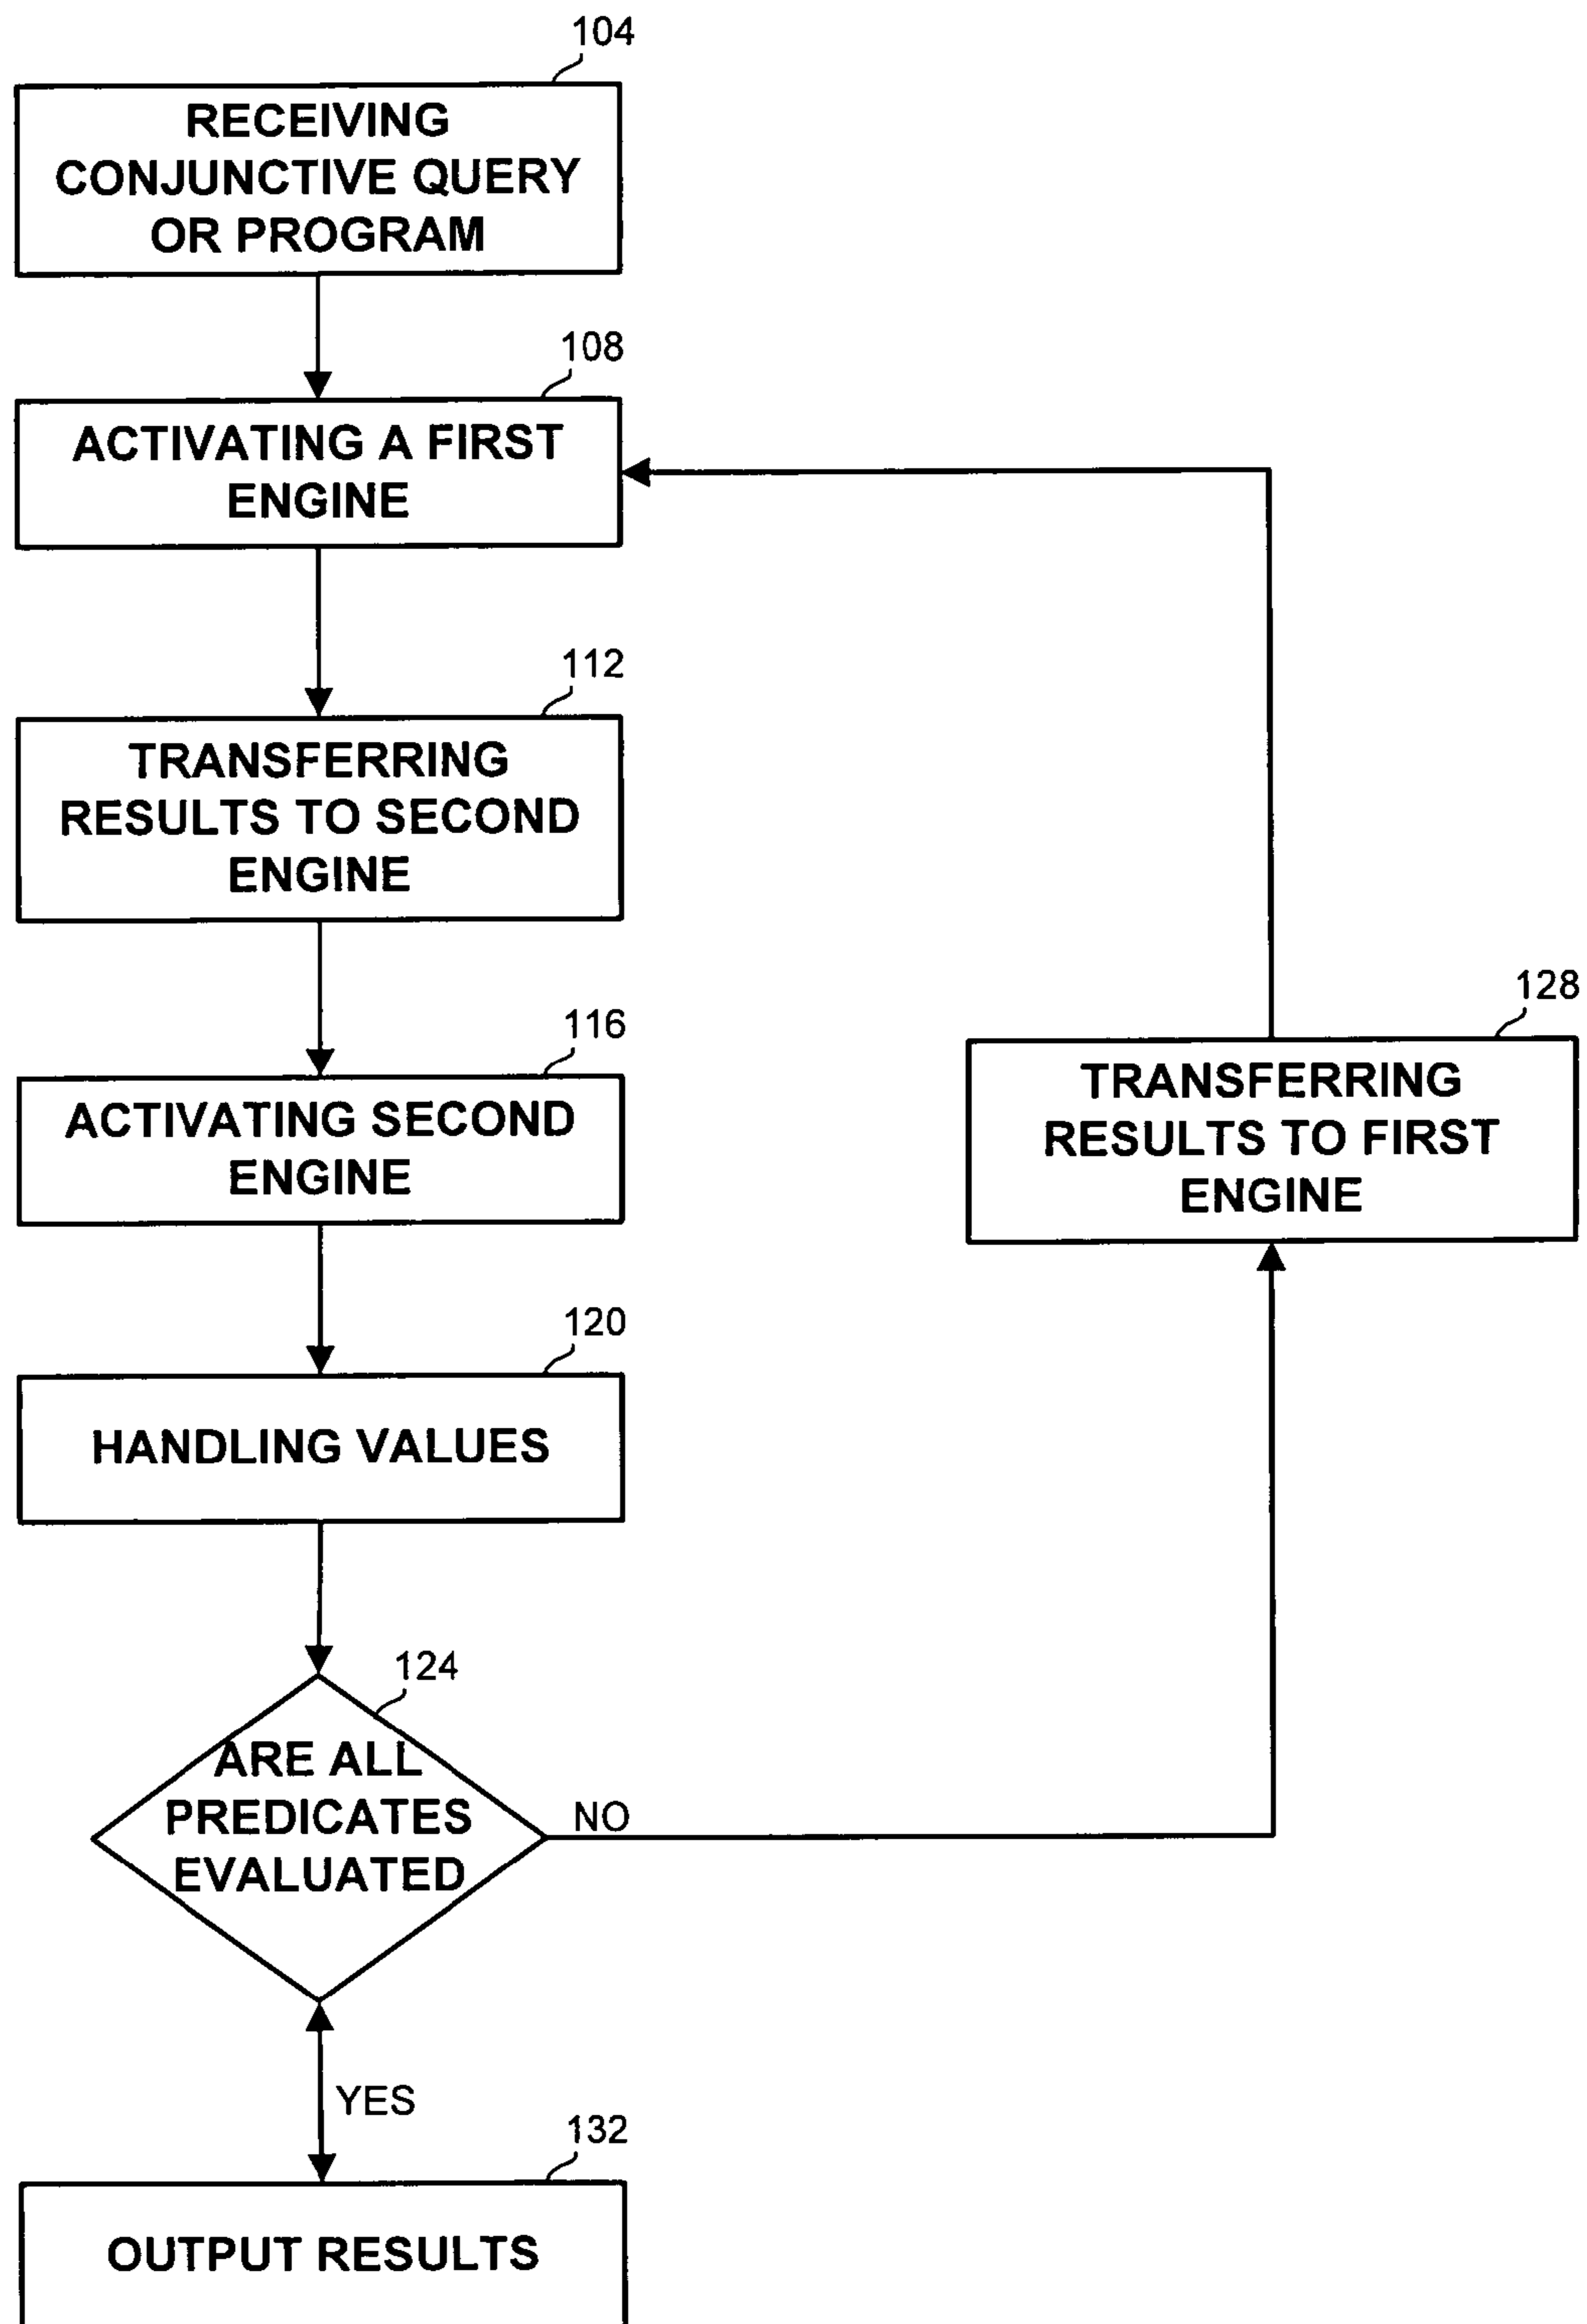 104
RECEIVING
CONJUNCTIVE QUERY
OR PROGRAM
108
ACTIVATING A FIRST
ENGINE
112
TRANSFERRING
RESULTS TO SECOND
ENGINE
116
ACTIVATING SECOND
ENGINE
128
TRANSFERRING
RESULTS TO FIRST
ENGINE
120
HANDLING VALUES
124
ARE ALL
PREDICATES
EVALUATED
NO
YES
132
OUTPUT RESULTS